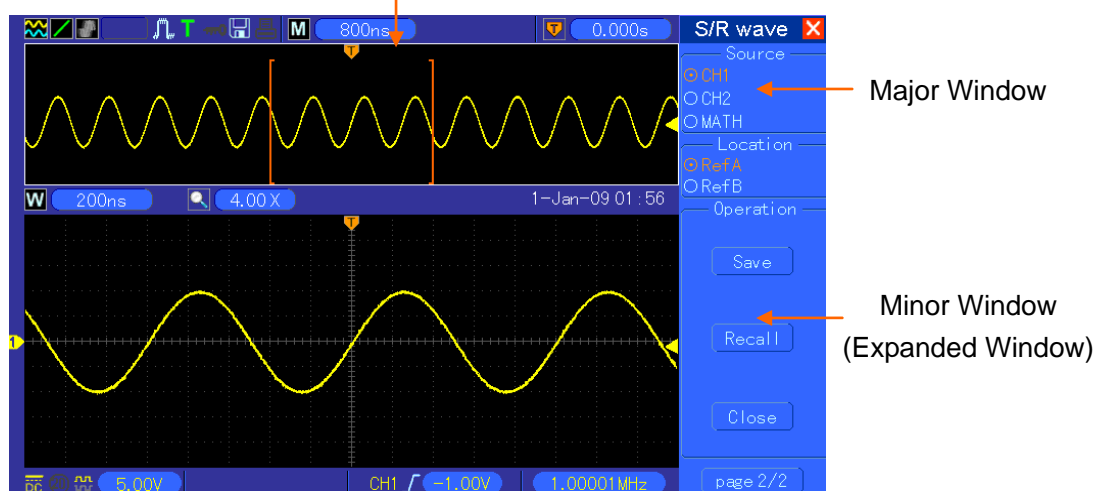 M 800ns T 0.000s S/R wave
T
Source
CH1
CH2
MATH
Major Window
Location
RefA
RefB
W 200ns 4.00X 1-Jan-09 01:56
Operation
T
Save
Minor Window
(Expanded Window)
1
Recall
Close
DC 5.00V CH1 -1.00V 1.00001MHz page 2/2